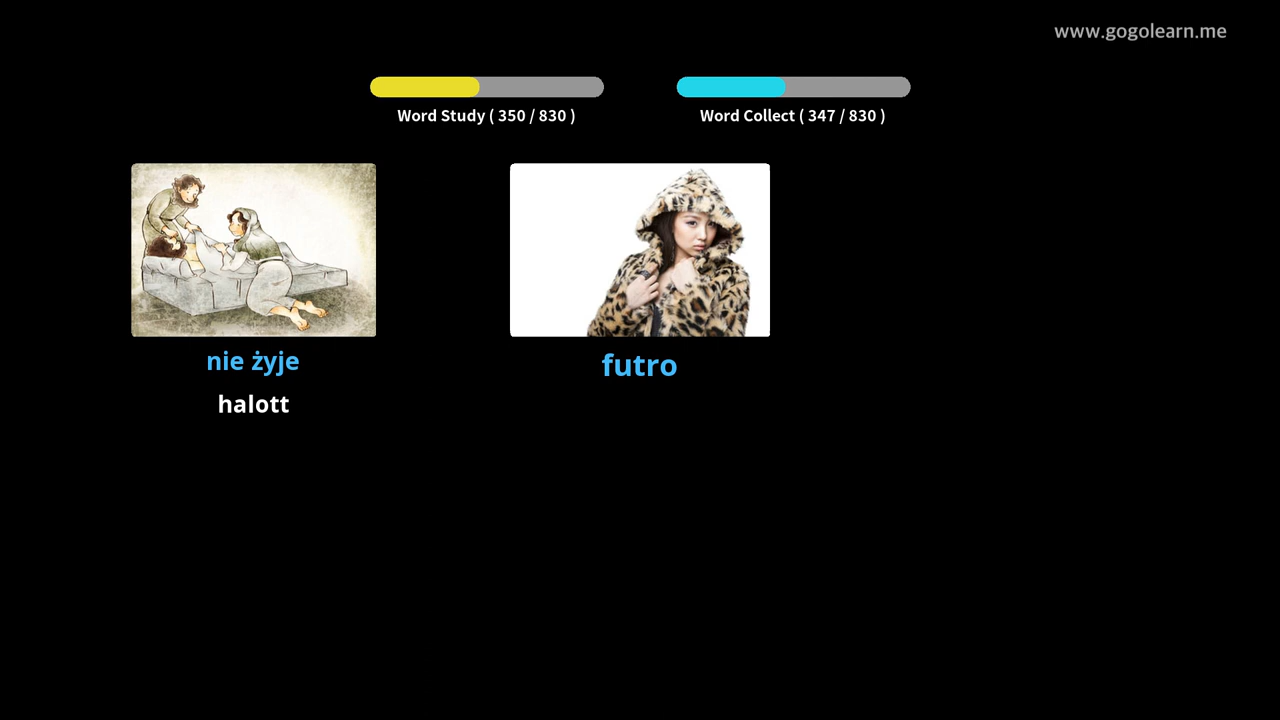 www.gogolearn.me
Word Study ( 350 / 830 )
Word Collect ( 347 / 830 )
nie żyje
halott
futro